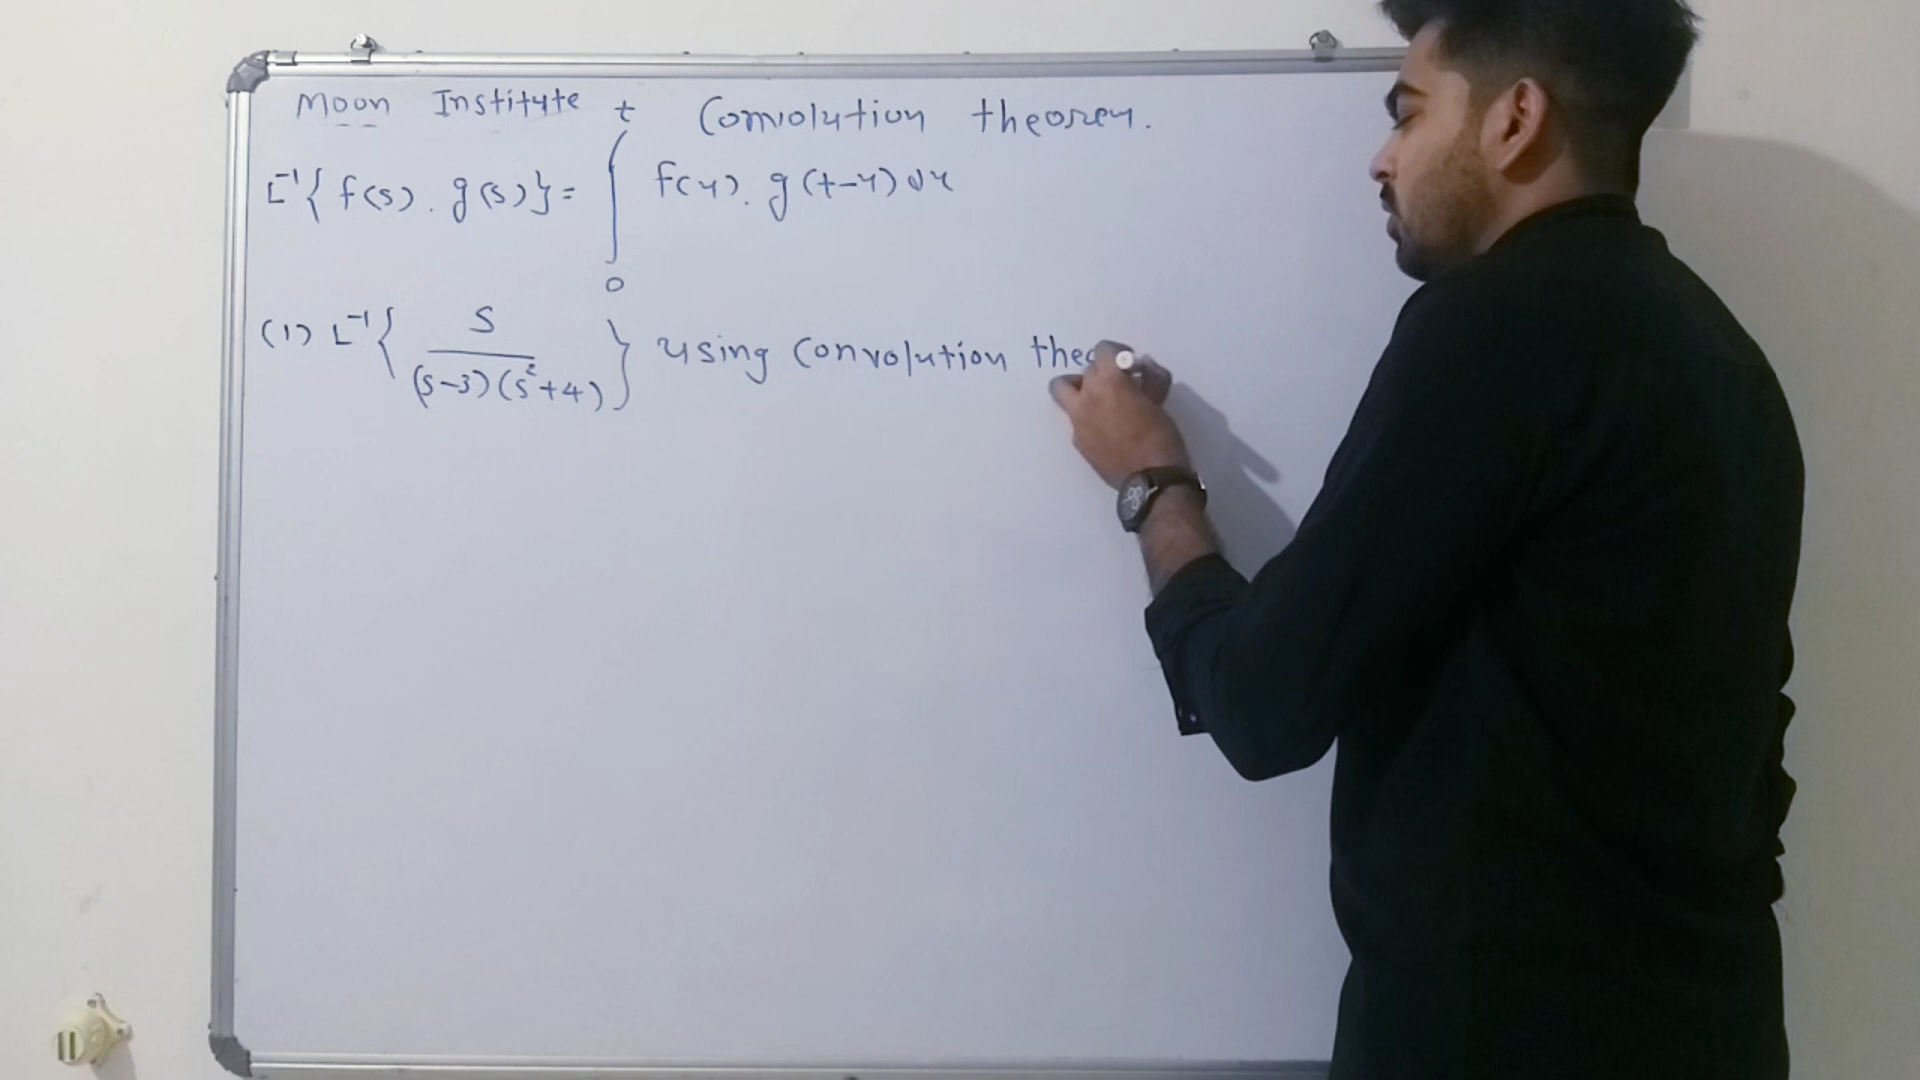 Moon Institute Convolution theorem.
L⁻¹{ f(s) . g(s) } = ∫₀ᵗ f(u) . g(t-u) du
(1) L⁻¹{ s / (s-3)(s²+4) } using Convolution theo